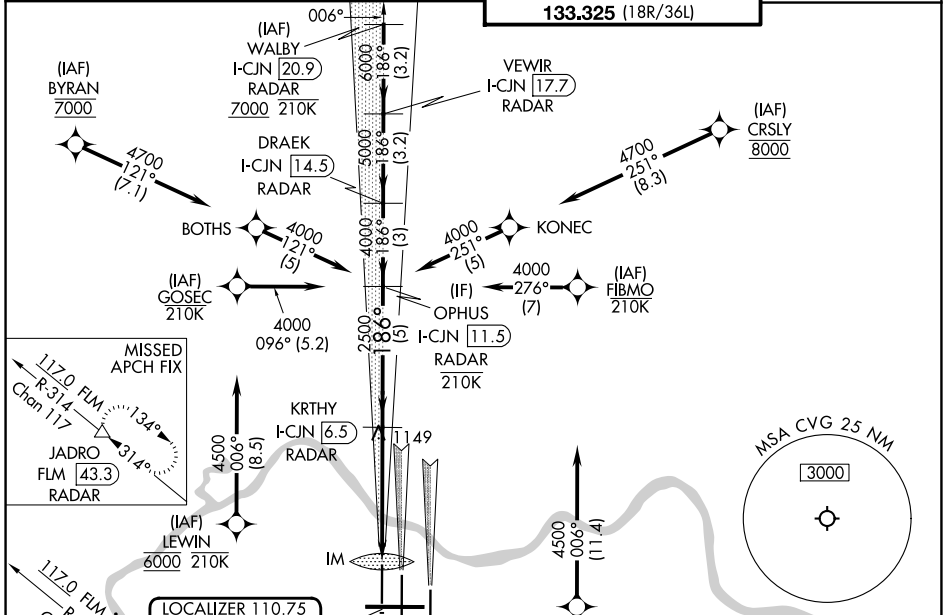 133.325 (18R/36L)
006°
(IAF)
WALBY
I-CJN 20.9
RADAR
7000 210K
6000
186°
(3.2)
VEWIR
I-CJN 17.7
RADAR
(IAF)
BYRAN
7000
4700
121°
(7.1)
DRAEK
I-CJN 14.5
RADAR
5000
186°
(3.2)
(IAF)
CRSLY
8000
4700
251°
(8.3)
BOTHS
4000
121°
(5)
4000
186°
(3)
KONEC
4000
251°
(5)
(IAF)
GOSEC
210K
4000
096° (5.2)
4000
276°
(7)
(IAF)
FIBMO
210K
(IF)
OPHUS
I-CJN 11.5
RADAR
210K
2500
186°
(5)
MISSED
APCH FIX
117.0 FLM
R-314
Chan 117
134°
314°
JADRO
FLM 43.3
RADAR
KRTHY
I-CJN 6.5
RADAR
1149
4500
006°
(8.5)
(IAF)
LEWIN
6000 210K
IM
4500
006°
(11.4)
MSA CVG 25 NM
3000
117.0 FLM
LOCALIZER 110.75